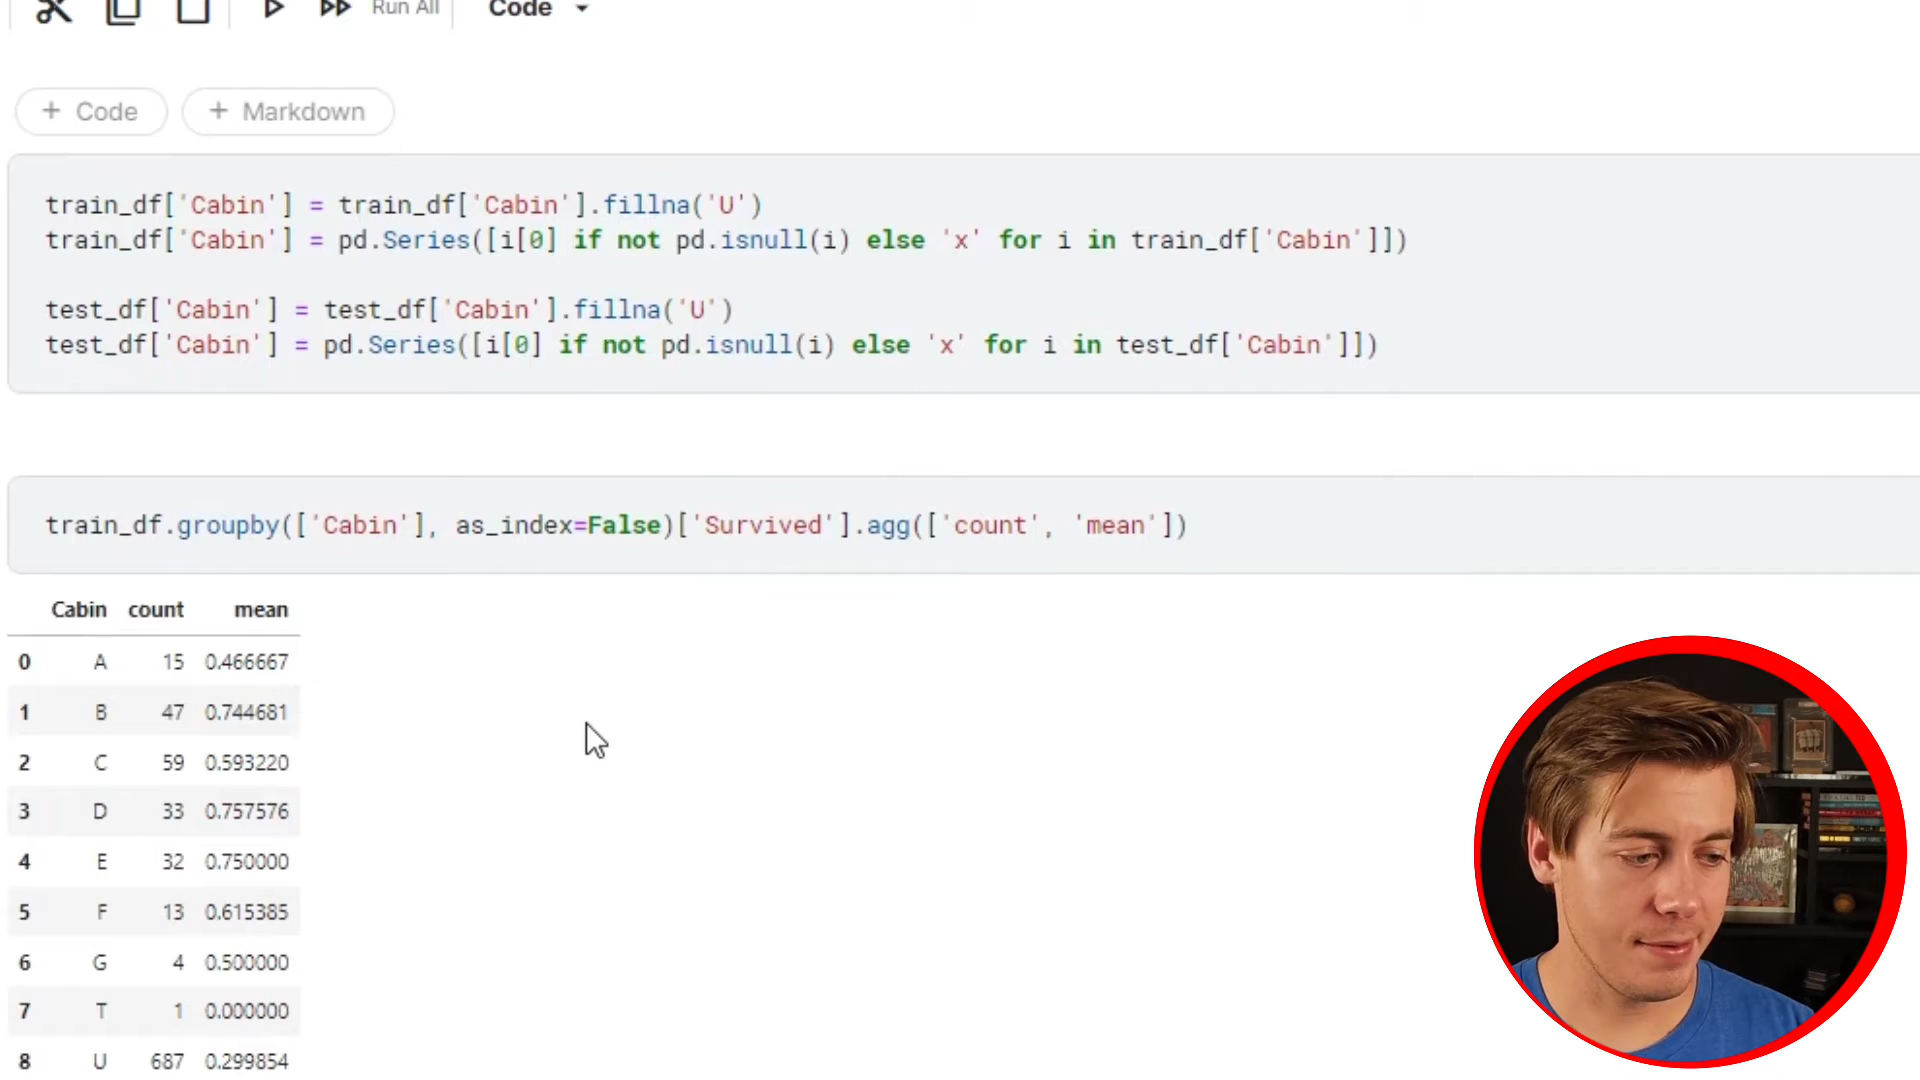 Run All Code
+ Code + Markdown
train_df['Cabin'] = train_df['Cabin'].fillna('U')
train_df['Cabin'] = pd.Series([i[0] if not pd.isnull(i) else 'x' for i in train_df['Cabin']])
test_df['Cabin'] = test_df['Cabin'].fillna('U')
test_df['Cabin'] = pd.Series([i[0] if not pd.isnull(i) else 'x' for i in test_df['Cabin']])
train_df.groupby(['Cabin'], as_index=False)['Survived'].agg(['count', 'mean'])
Cabin count mean
0 A 15 0.466667
1 B 47 0.744681
2 C 59 0.593220
3 D 33 0.757576
4 E 32 0.750000
5 F 13 0.615385
6 G 4 0.500000
7 T 1 0.000000
8 U 687 0.299854